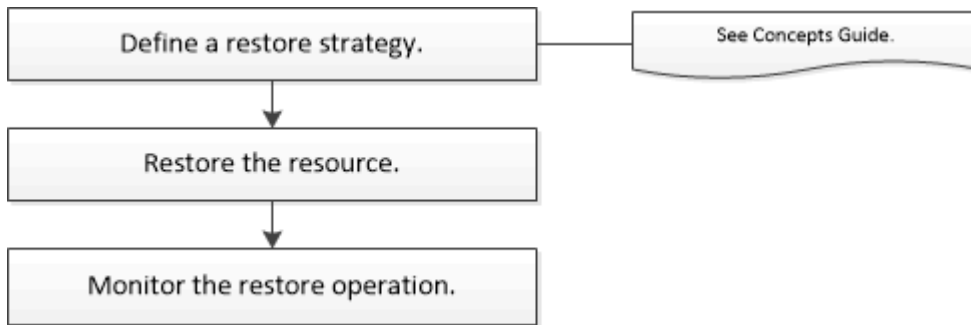 Define a restore strategy.
See Concepts Guide.
Restore the resource.
Monitor the restore operation.